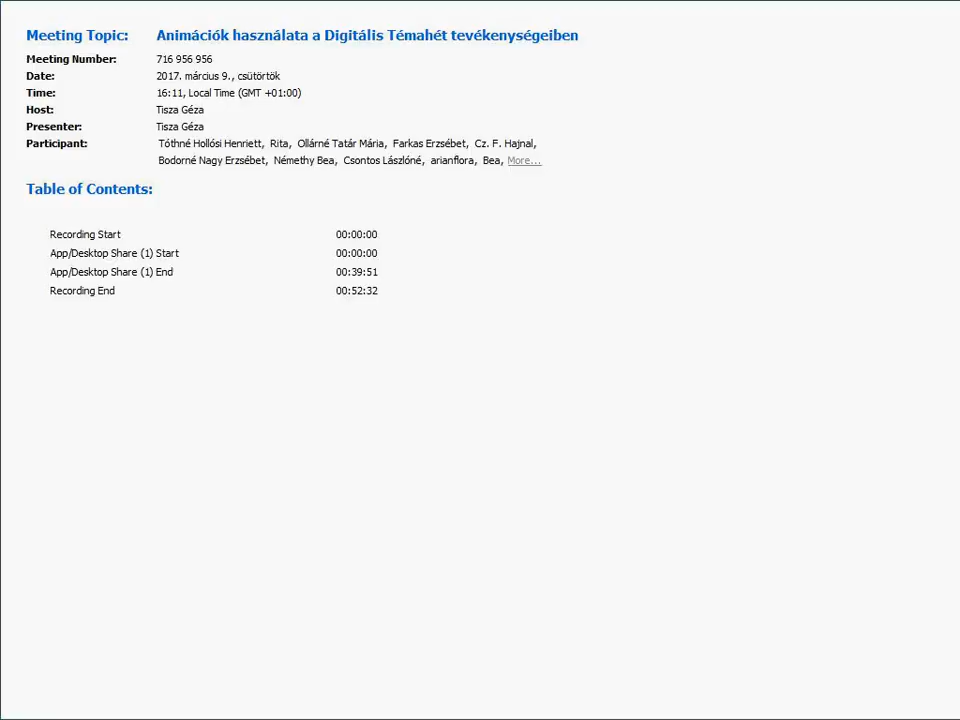 Meeting Topic: Animációk használata a Digitális Témahét tevékenységeiben
Meeting Number: 716 956 956
Date: 2017. március 9., csütörtök
Time: 16:11, Local Time (GMT +01:00)
Host: Tisza Géza
Presenter: Tisza Géza
Participant: Tóthné Hollósi Henriett, Rita, Ollárné Tatár Mária, Farkas Erzsébet, Cz. F. Hajnal,
Bodorné Nagy Erzsébet, Némethy Bea, Csontos Lászlóné, arianflora, Bea, More...
Table of Contents:
Recording Start 00:00:00
App/Desktop Share (1) Start 00:00:00
App/Desktop Share (1) End 00:39:51
Recording End 00:52:32